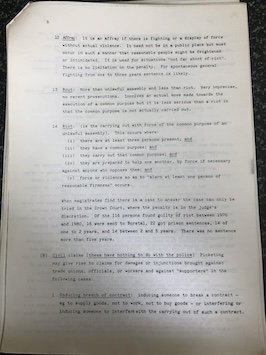 12 Affray: It is an affray if there is fighting or a display of force
without actual violence. It need not be in a public place but must
occur in such a manner that reasonable people might be frightened
or intimidated. It is used for situations "not far short of riot".
There is no limitation on the penalty. For spontaneous general
fighting from one to three years sentence is likely.
13 Rout: More than unlawful assembly and less than riot. Very imprecise,
no recent prosecutions. Involves an actual move made towards the
execution of a common purpose but it is less serious than a riot in
that the common purpose is not actually carried out.
14 Riot: (is the carrying out with force of the common purpose of an
unlawful assembly). This occurs where:
(i) there are at least three persons present; and
(ii) they have a common purpose; and
(iii) they carry out that common purpose; and
(iv) they are prepared to help one another, by force if necessary
against anyone who opposes them; and
(v) force or violence so as to "alarm at least one person of
reasonable firmness" occurs.
When magistrates find there is a case to answer the case can only be
tried in the Crown Court, where the penalty is in the Judge's
discretion. Of the 116 persons found guilty of riot between 1970
and 1980, 16 were sent to Borstal, 81 got prison sentences, of
one to 2 years, and 14 between 2 and 5 years. There was no sentence
more than five years.
(B) Civil claims (these have nothing to do with the police) Picketing
may give rise to claims for damages or injunctions brought against
trade unions, officials, or workers and against "supporters" in the
following cases:
1 Inducing breach of contract: Inducing someone to break a contract -
eg to supply goods, not to work, not to buy goods - or interfering or
inducing someone to interfere with the carrying out of such a contract.